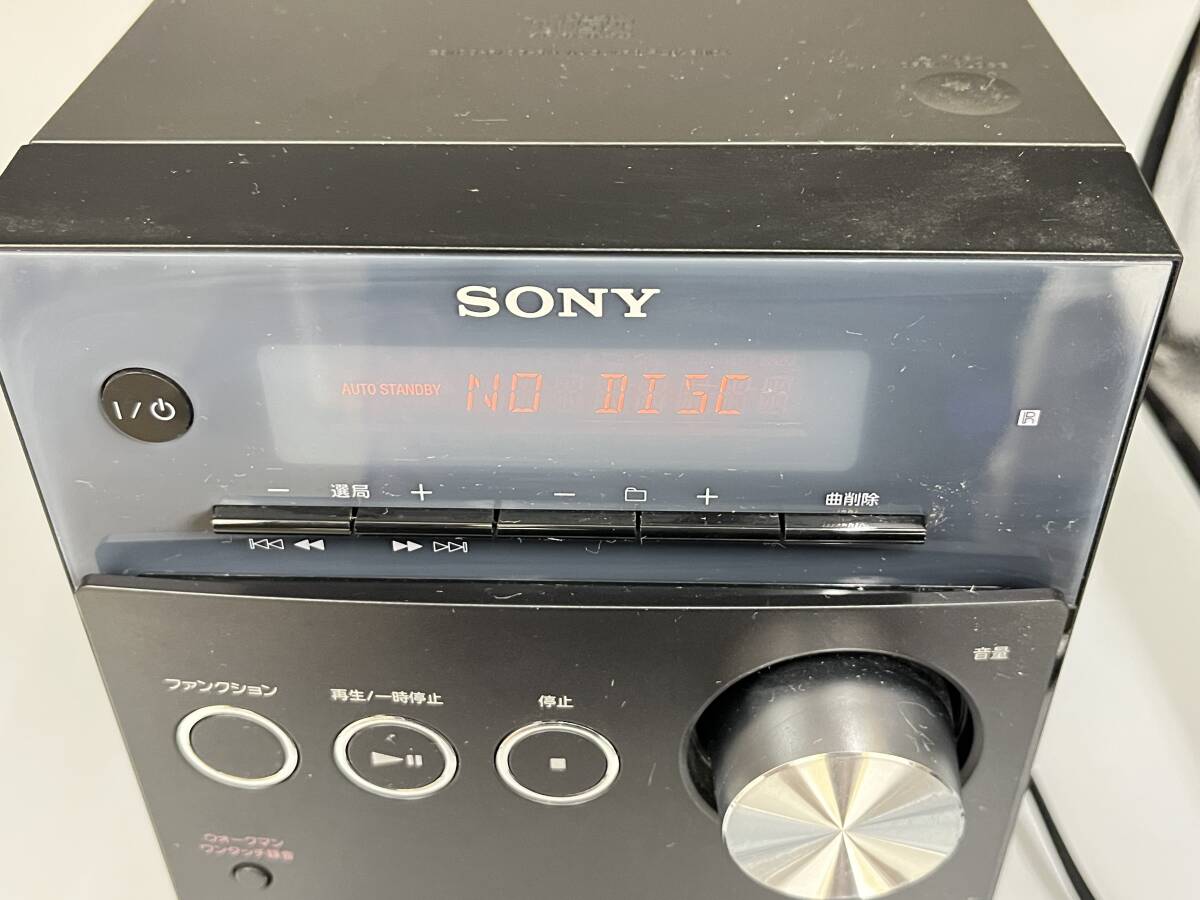 SONY
AUTO STANDBY NO DISC
I/⏻
− 選局 + − +
曲削除
音量
ファンクション
再生/一時停止
停止
ウォークマン
ワンタッチ録音